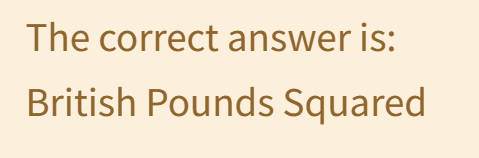 The correct answer is:
British Pounds Squared